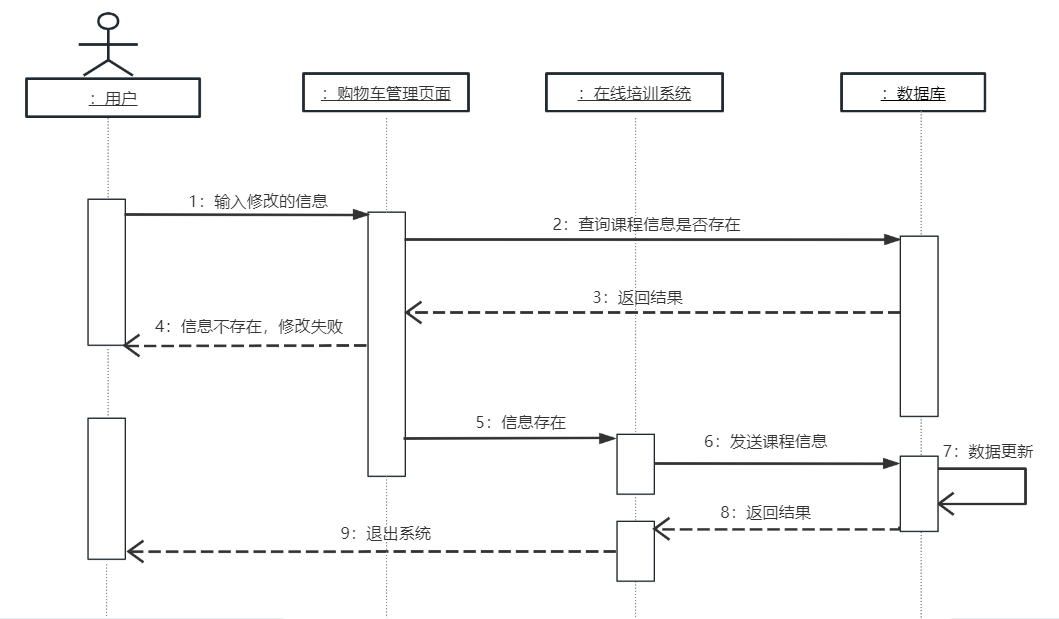 ：用户
：购物车管理页面
：在线培训系统
：数据库
1：输入修改的信息
2：查询课程信息是否存在
3：返回结果
4：信息不存在，修改失败
5：信息存在
6：发送课程信息
7：数据更新
8：返回结果
9：退出系统